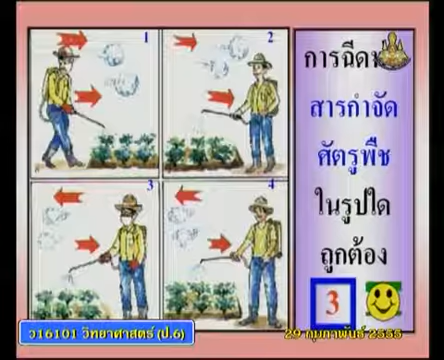 1
2
3
4
การฉีด
สารกำจัด
ศัตรูพืช
ในรูปใด
ถูกต้อง
3
ว16101 วิทยาศาสตร์ (ป.6)
29 กุมภาพันธ์ 2555